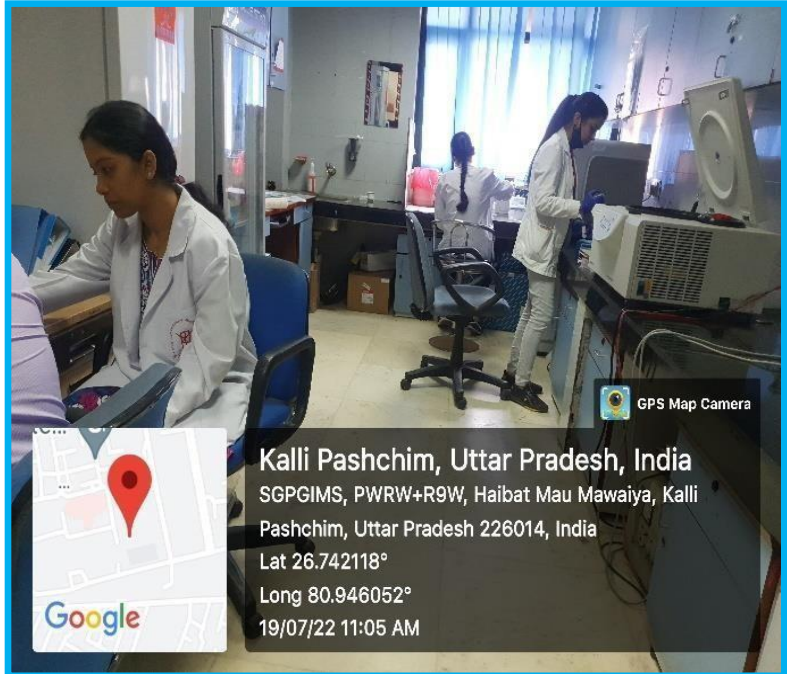 GPS Map Camera
Kalli Pashchim, Uttar Pradesh, India
SGPGIMS, PWRW+R9W, Haibat Mau Mawaiya, Kalli
Pashchim, Uttar Pradesh 226014, India
Lat 26.742118°
Long 80.946052°
19/07/22 11:05 AM
Google